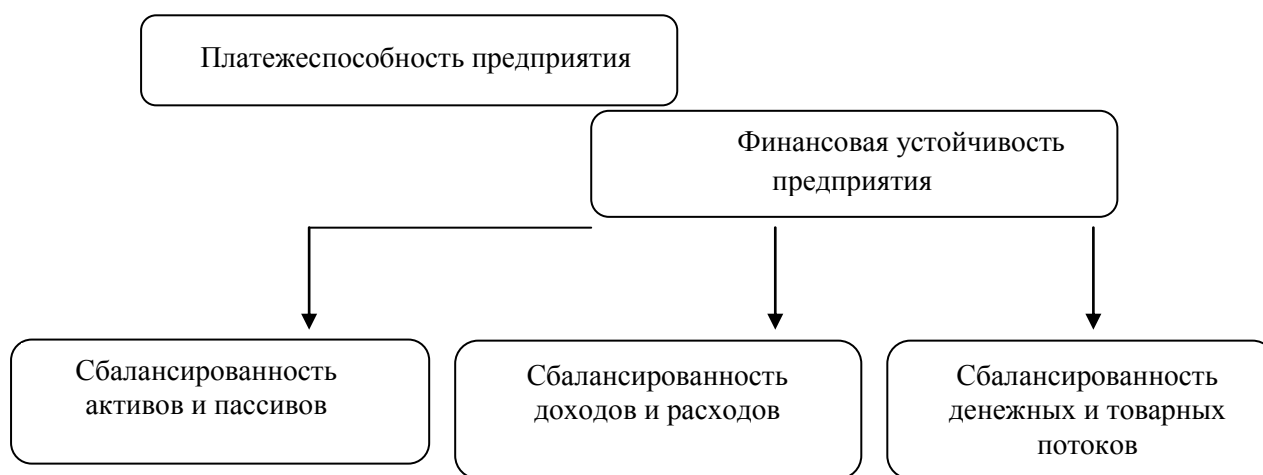 Платежеспособность предприятия
Финансовая устойчивость
предприятия
Сбалансированность
активов и пассивов
Сбалансированность
доходов и расходов
Сбалансированность
денежных и товарных
потоков